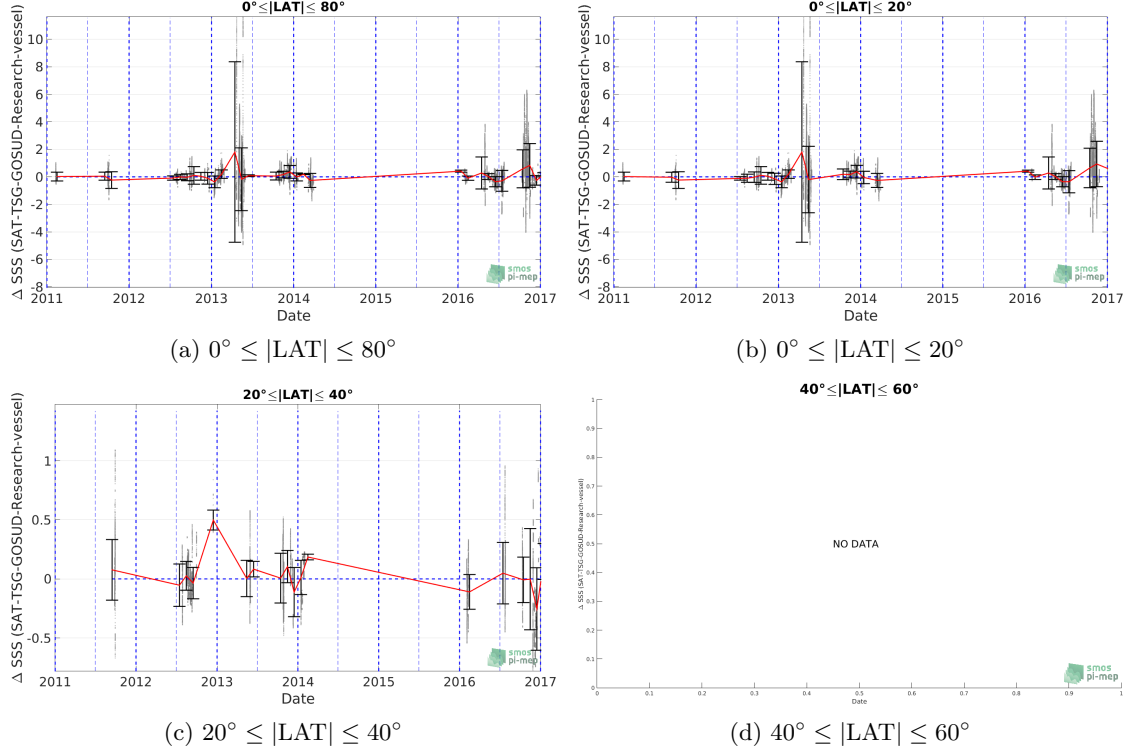 0°≤|LAT|≤ 80°
Δ SSS (SAT-TSG-GOSUD-Research-vessel)
10
8
6
4
2
0
-2
-4
-6
-8
2011 2012 2013 2014 2015 2016 2017
Date
smos
pi-mep
(a) 0° ≤ |LAT| ≤ 80°
0°≤|LAT|≤ 20°
Δ SSS (SAT-TSG-GOSUD-Research-vessel)
10
8
6
4
2
0
-2
-4
-6
-8
2011 2012 2013 2014 2015 2016 2017
Date
smos
pi-mep
(b) 0° ≤ |LAT| ≤ 20°
20°≤|LAT|≤ 40°
Δ SSS (SAT-TSG-GOSUD-Research-vessel)
1
0.5
0
-0.5
2011 2012 2013 2014 2015 2016 2017
Date
smos
pi-mep
(c) 20° ≤ |LAT| ≤ 40°
40°≤|LAT|≤ 60°
Δ SSS (SAT-TSG-GOSUD-Research-vessel)
1
0.9
0.8
0.7
0.6
0.5
0.4
0.3
0.2
0.1
0
NO DATA
0 0.1 0.2 0.3 0.4 0.5 0.6 0.7 0.8 0.9 1
Date
smos
pi-mep
(d) 40° ≤ |LAT| ≤ 60°